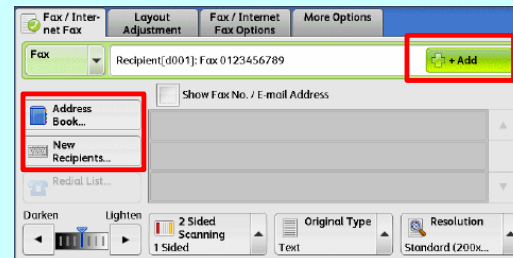 Fax / Inter-
net Fax
Layout
Adjustment
Fax / Internet
Fax Options
More Options
Fax
Recipient[d001]: Fax 0123456789
+ Add
Show Fax No. / E-mail Address
Address
Book...
New
Recipients...
Redial List...
Darken
Lighten
2 Sided
Scanning
1 Sided
Original Type
Text
Resolution
Standard (200x...